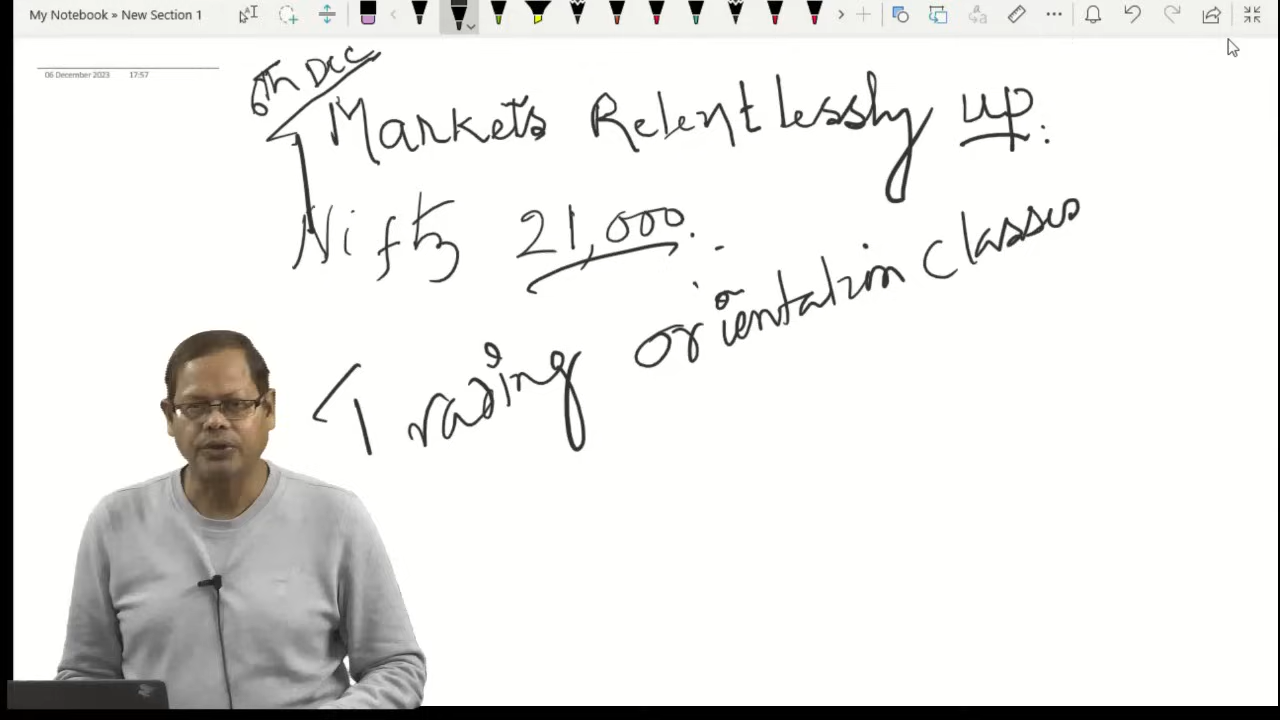 My Notebook » New Section 1
06 December 2023 17:57
6th Dec
Markets Relentlessly up.
Nifty 21,000.
Trading orientation classes